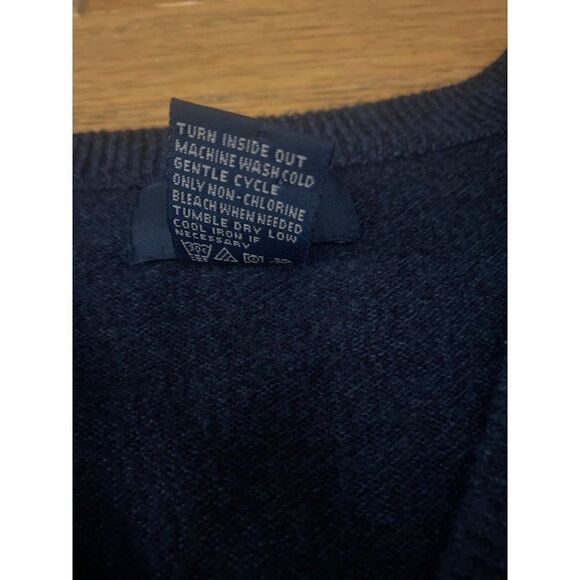 TURN INSIDE OUT
MACHINE WASH COLD
GENTLE CYCLE
ONLY NON-CHLORINE
BLEACH WHEN NEEDED
TUMBLE DRY LOW
COOL IRON IF
NECESSARY
30C